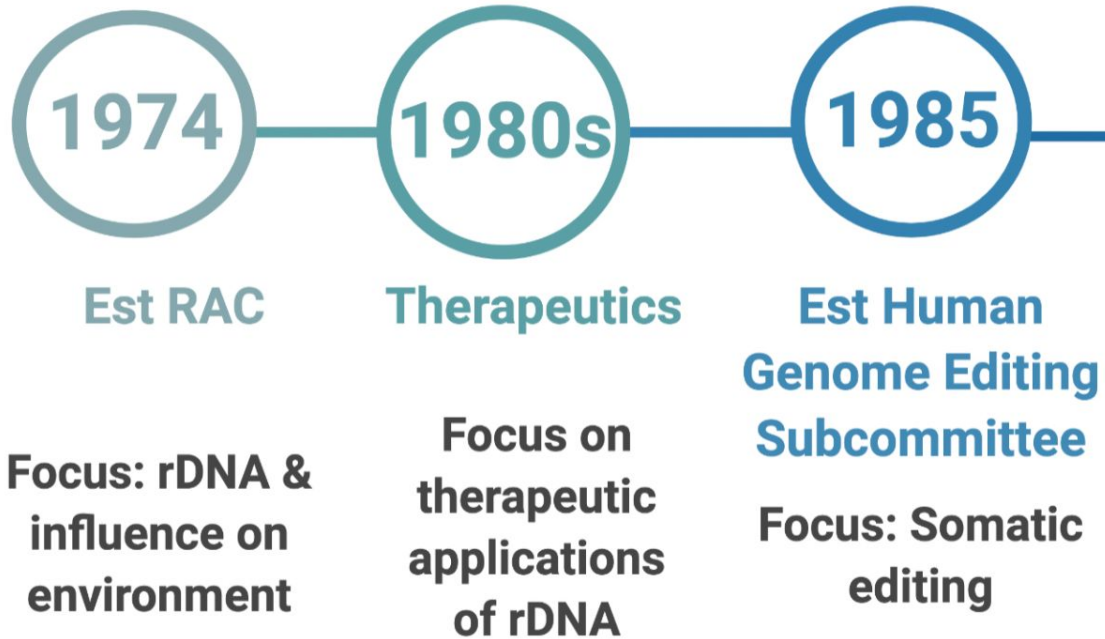 1974
Est RAC
Focus: rDNA &
influence on
environment
1980s
Therapeutics
Focus on
therapeutic
applications
of rDNA
1985
Est Human
Genome Editing
Subcommittee
Focus: Somatic
editing